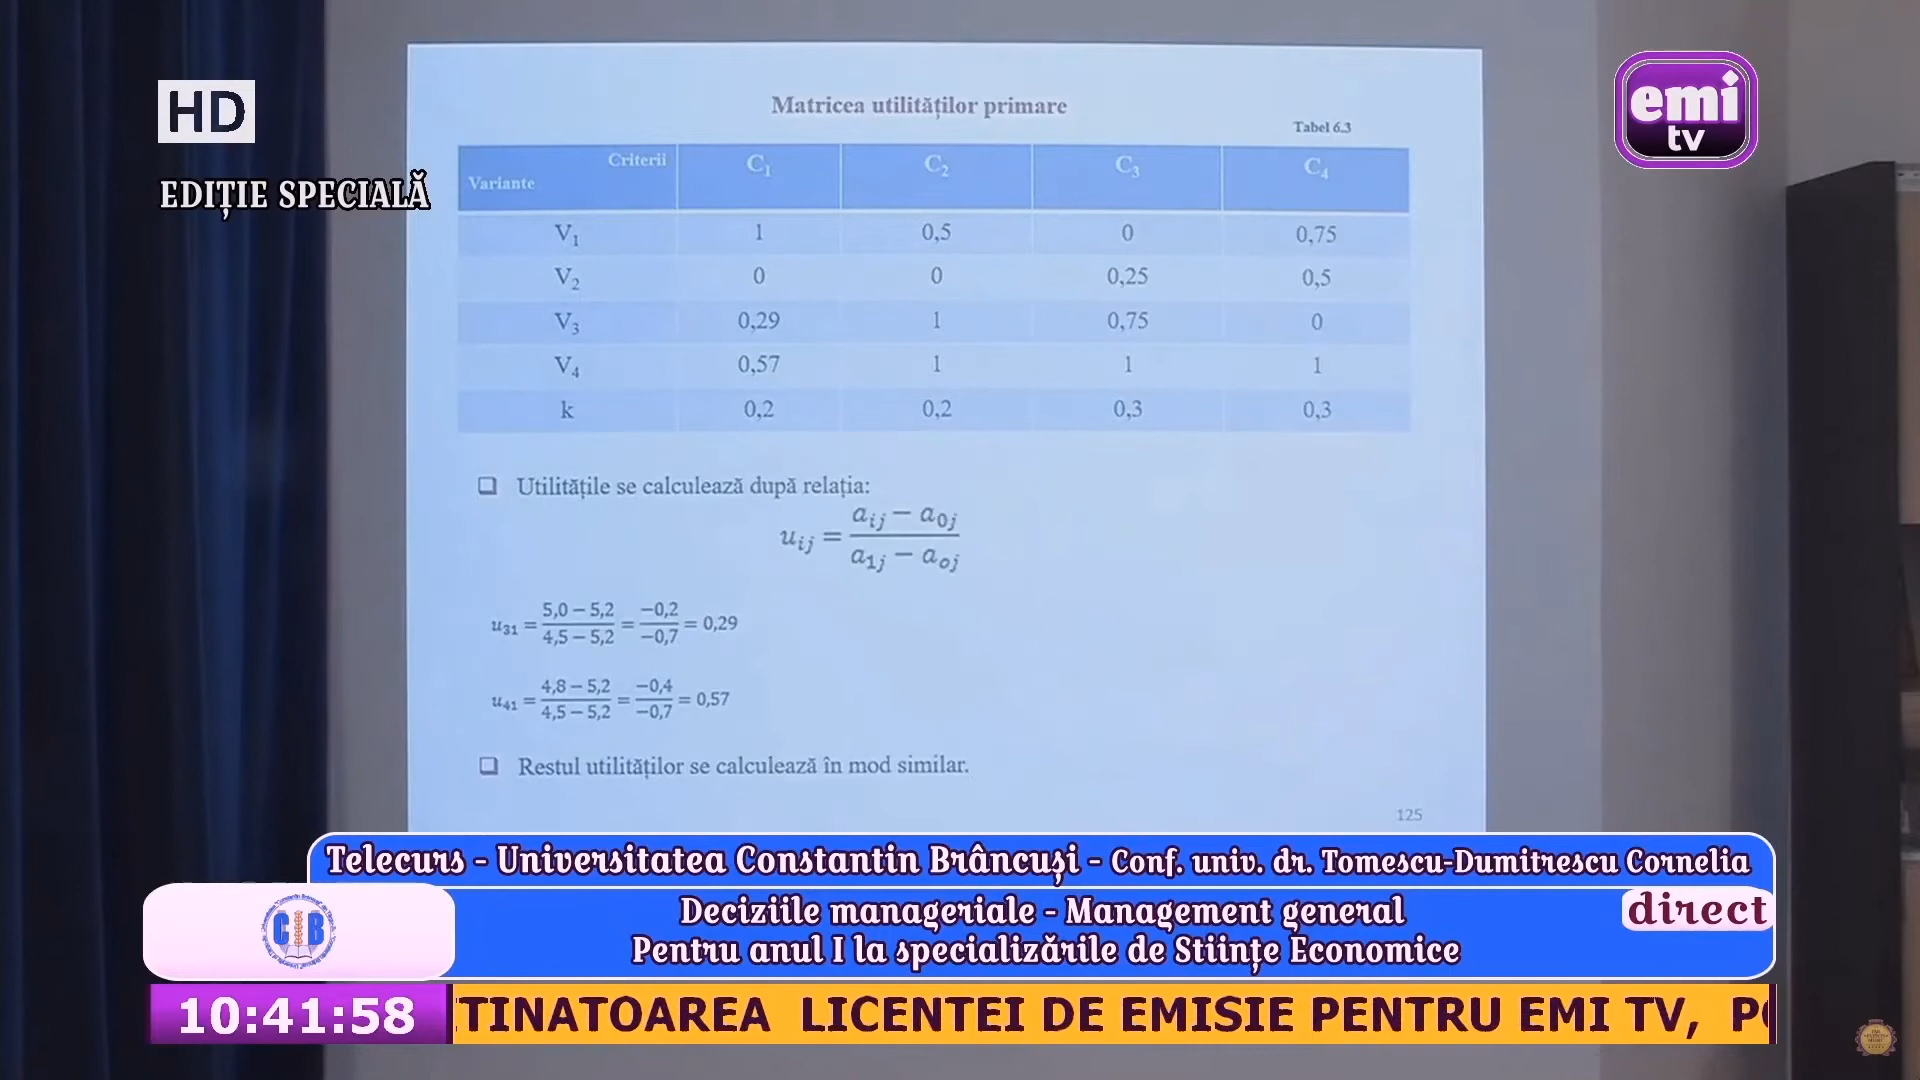 HD
EDIȚIE SPECIALĂ
emi
tv
Matricea utilităților primare
Tabel 6.3
Criterii
Variante
C₁ C₂ C₃ C₄
V₁ 1 0,5 0 0,75
V₂ 0 0 0,25 0,5
V₃ 0,29 1 0,75 0
V₄ 0,57 1 1 1
k 0,2 0,2 0,3 0,3
❑ Utilitățile se calculează după relația:
uᵢⱼ = (aᵢⱼ − a₀ⱼ) / (a₁ⱼ − aₒⱼ)
u₃₁ = (5,0 − 5,2) / (4,5 − 5,2) = −0,2 / −0,7 = 0,29
u₄₁ = (4,8 − 5,2) / (4,5 − 5,2) = −0,4 / −0,7 = 0,57
❑ Restul utilităților se calculează în mod similar.
125
Telecurs - Universitatea Constantin Brâncuși - Conf. univ. dr. Tomescu-Dumitrescu Cornelia
Deciziile manageriale - Management general
direct
Pentru anul I la specializările de Stiințe Economice
CIB
10:41:58
TINATOAREA LICENTEI DE EMISIE PENTRU EMI TV,